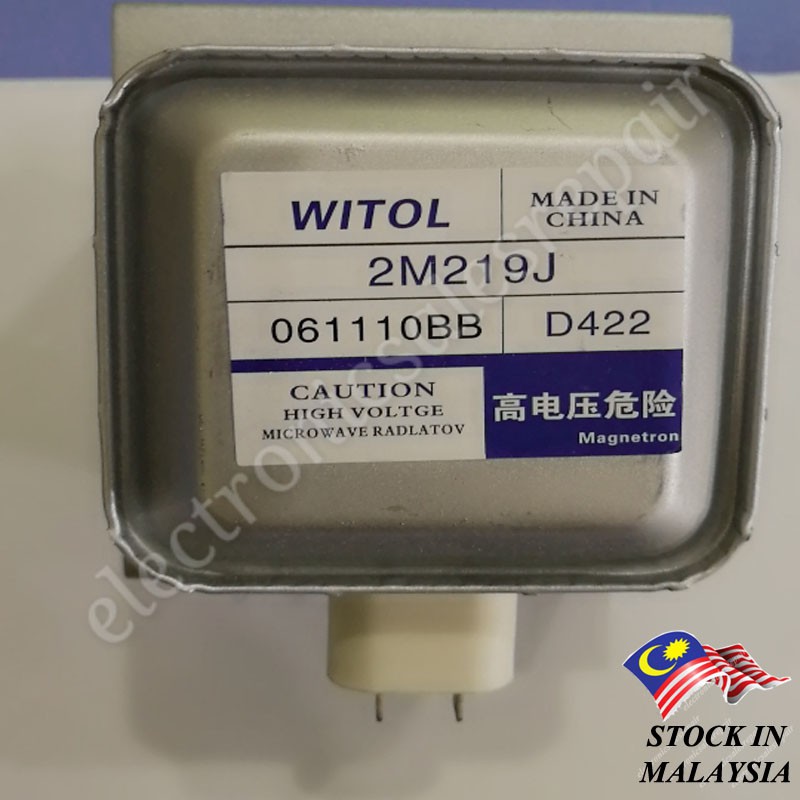 WITOL
MADE IN
CHINA
2M219J
061110BB
D422
CAUTION
HIGH VOLTGE
MICROWAVE RADLATOV
高电压危险
Magnetron
electronicssalesrepair
STOCK IN
MALAYSIA